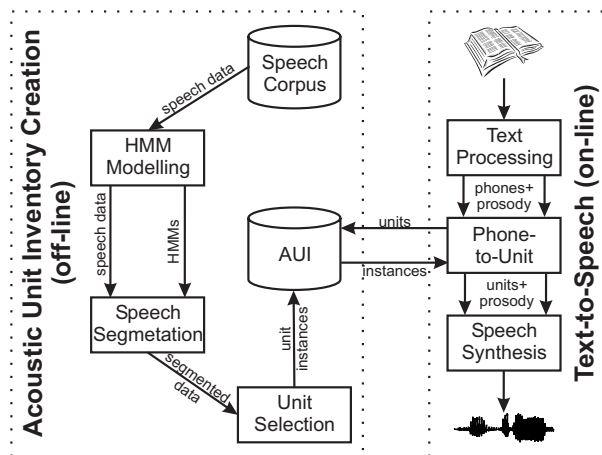 Acoustic Unit Inventory Creation
(off-line)
Speech
Corpus
speech data
HMM
Modelling
speech data
HMMs
Speech
Segmetation
segmented
data
Unit
Selection
unit
instances
AUI
units
instances
Text
Processing
phones+
prosody
Phone-
to-Unit
units+
prosody
Speech
Synthesis
Text-to-Speech (on-line)